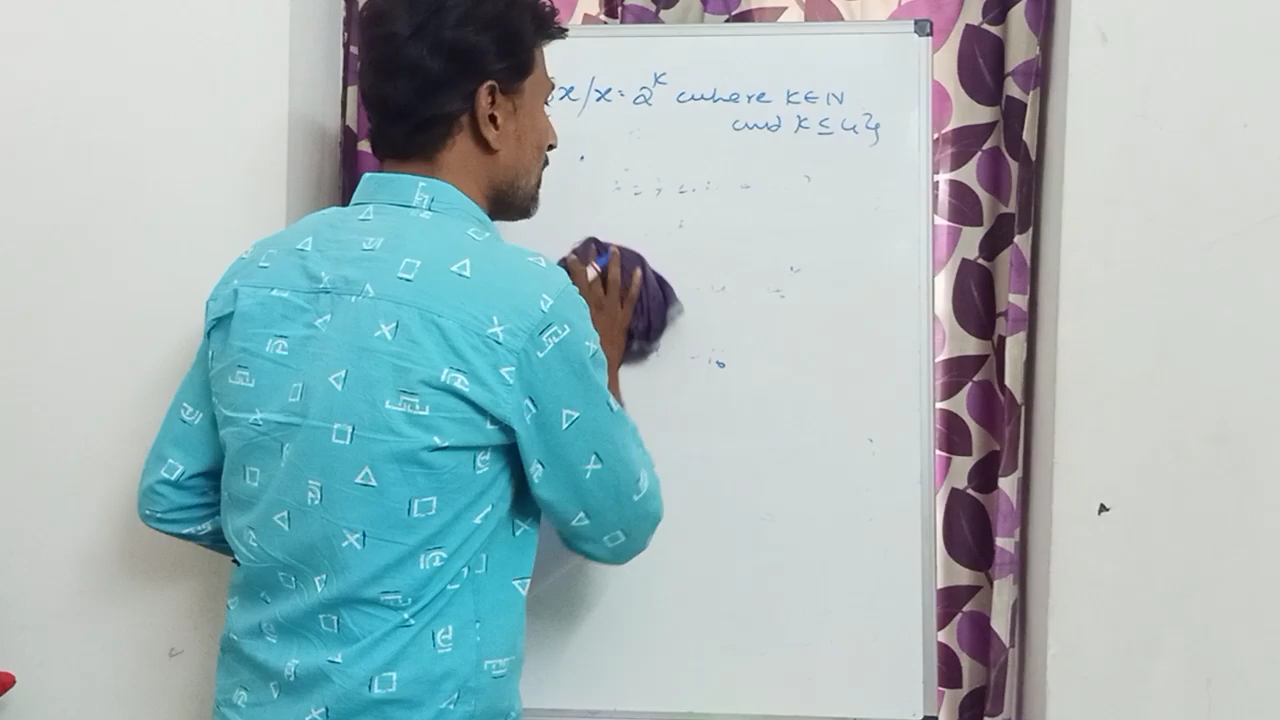 x/x=2^K where K∈N
and K≤4}